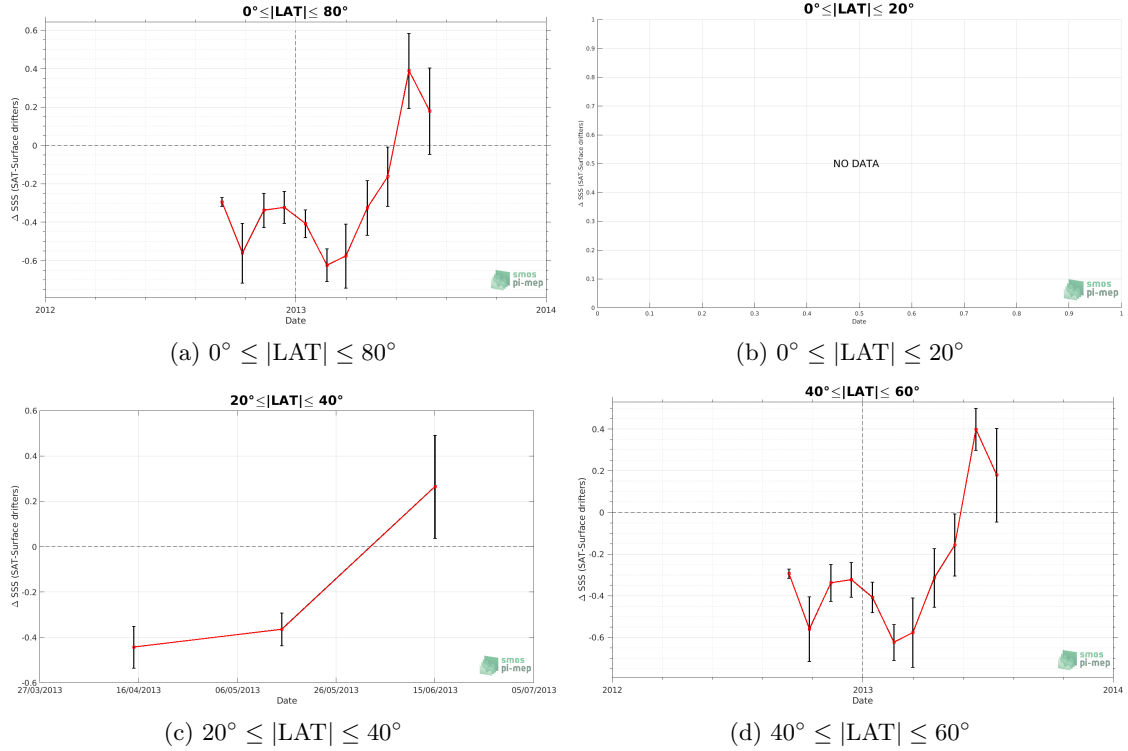 0°≤|LAT|≤ 80°
Δ SSS (SAT-Surface drifters)
0.6
0.4
0.2
0
-0.2
-0.4
-0.6
smos
pi-mep
2012
2013
2014
Date
(a) 0° ≤ |LAT| ≤ 80°
0°≤|LAT|≤ 20°
Δ SSS (SAT-Surface drifters)
1
0.9
0.8
0.7
0.6
0.5
0.4
0.3
0.2
0.1
0
NO DATA
smos
pi-mep
0
0.1
0.2
0.3
0.4
0.5
0.6
0.7
0.8
0.9
1
Date
(b) 0° ≤ |LAT| ≤ 20°
20°≤|LAT|≤ 40°
Δ SSS (SAT-Surface drifters)
0.6
0.4
0.2
0
-0.2
-0.4
-0.6
smos
pi-mep
27/03/2013
16/04/2013
06/05/2013
26/05/2013
15/06/2013
05/07/2013
Date
(c) 20° ≤ |LAT| ≤ 40°
40°≤|LAT|≤ 60°
Δ SSS (SAT-Surface drifters)
0.4
0.2
0
-0.2
-0.4
-0.6
smos
pi-mep
2012
2013
2014
Date
(d) 40° ≤ |LAT| ≤ 60°